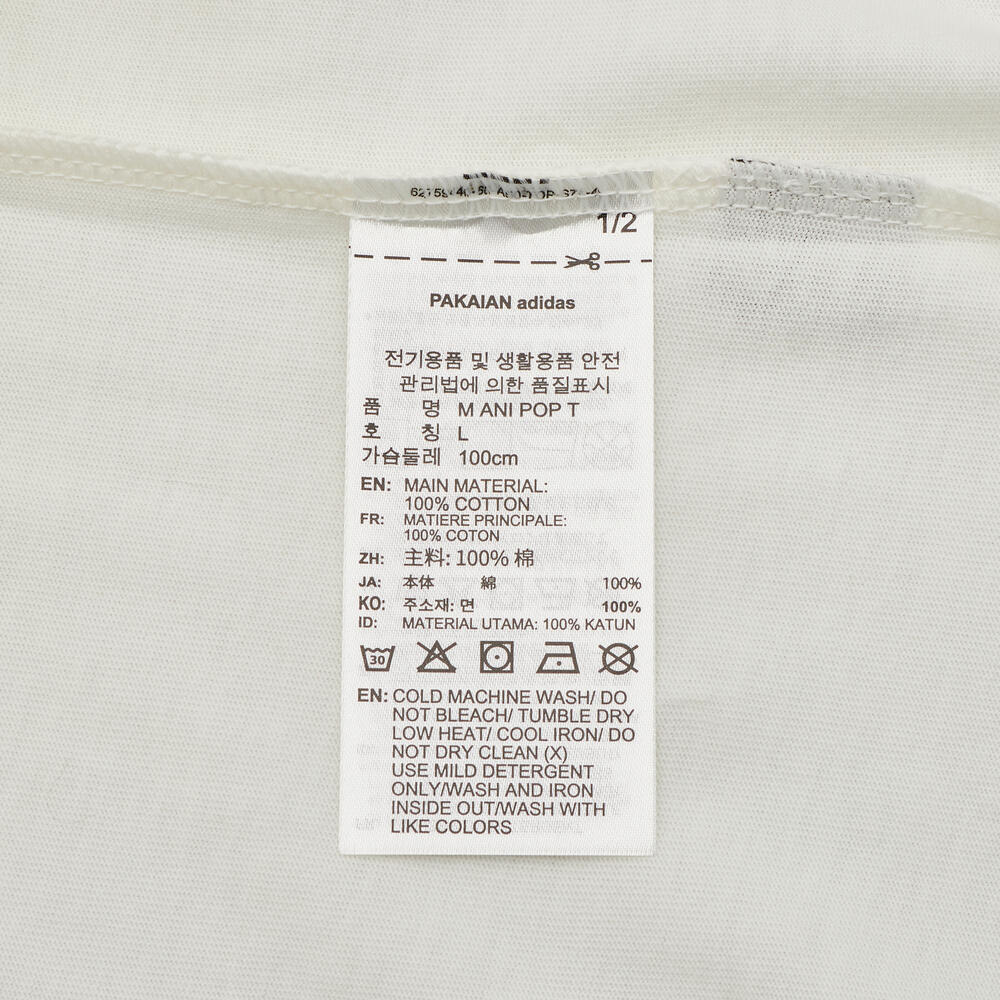 1/2
PAKAIAN adidas
전기용품 및 생활용품 안전
관리법에 의한 품질표시
품 명 M ANI POP T
호 칭 L
가슴둘레 100cm
EN: MAIN MATERIAL:
100% COTTON
FR: MATIERE PRINCIPALE:
100% COTON
ZH: 主料: 100% 棉
JA: 本体 綿 100%
KO: 주소재: 면 100%
ID: MATERIAL UTAMA: 100% KATUN
30
EN: COLD MACHINE WASH/ DO
NOT BLEACH/ TUMBLE DRY
LOW HEAT/ COOL IRON/ DO
NOT DRY CLEAN (X)
USE MILD DETERGENT
ONLY/WASH AND IRON
INSIDE OUT/WASH WITH
LIKE COLORS